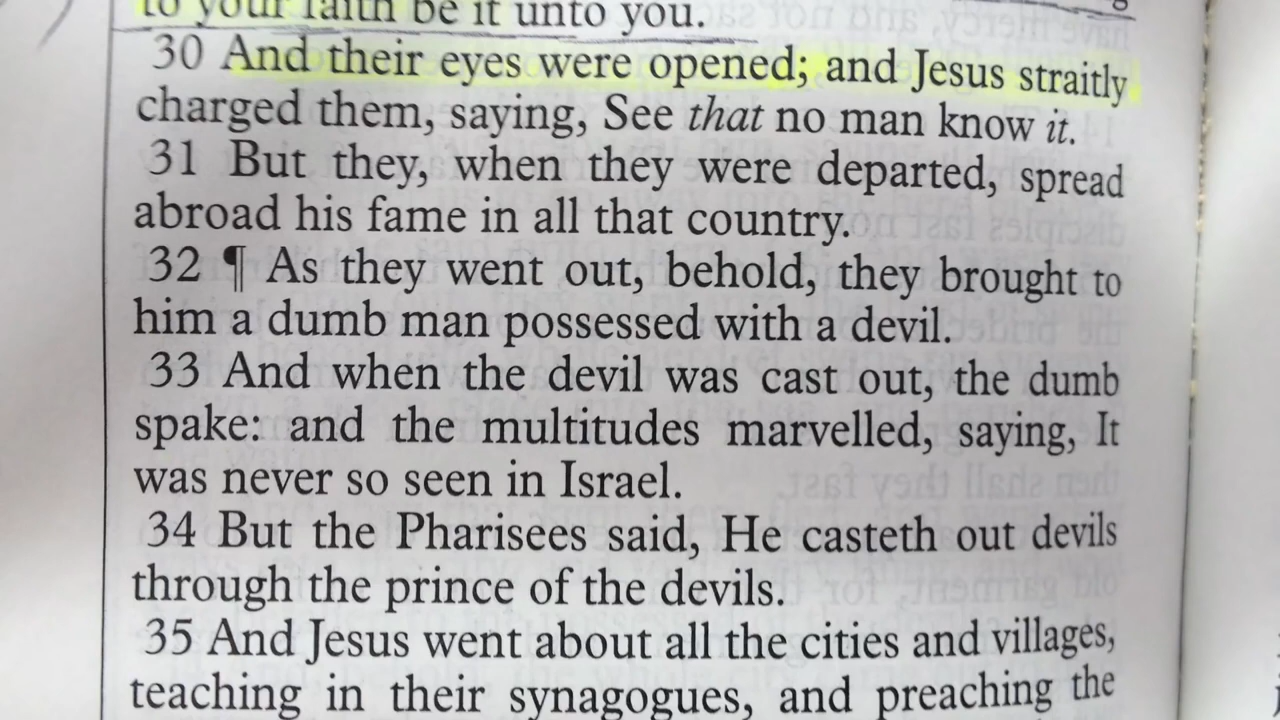 to your faith be it unto you.
30 And their eyes were opened; and Jesus straitly
charged them, saying, See that no man know it.
31 But they, when they were departed, spread
abroad his fame in all that country.
32 ¶ As they went out, behold, they brought to
him a dumb man possessed with a devil.
33 And when the devil was cast out, the dumb
spake: and the multitudes marvelled, saying, It
was never so seen in Israel.
34 But the Pharisees said, He casteth out devils
through the prince of the devils.
35 And Jesus went about all the cities and villages,
teaching in their synagogues, and preaching the